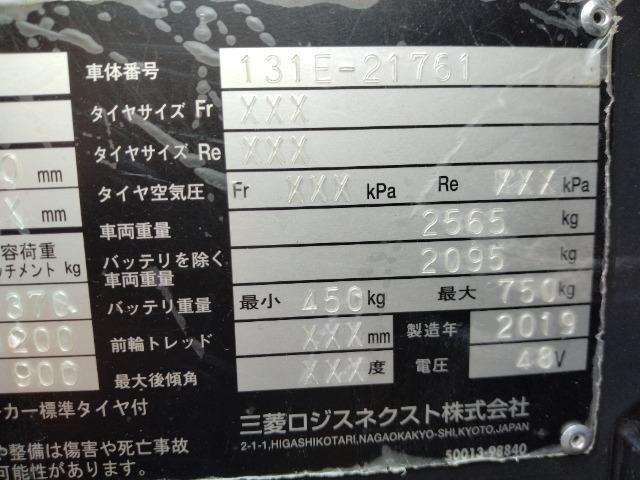 車体番号 131E-21761
タイヤサイズ Fr XXX
タイヤサイズ Re XXX
0 mm タイヤ空気圧 Fr XXX kPa Re XXX kPa
X mm 車両重量 2565 kg
容荷重 バッテリを除く 2095 kg
チメント kg 車両重量
バッテリ重量 最小 450 kg 最大 750 kg
200 前輪トレッド XXX mm 製造年 2019
900 最大後傾角 XXX 度 電圧 48 V
カー標準タイヤ付
三菱ロジスネクスト株式会社
2-1-1,HIGASHIKOTARI,NAGAOKAKYO-SHI,KYOTO,JAPAN
や整備は傷害や死亡事故 50013-98840
可能性があります。